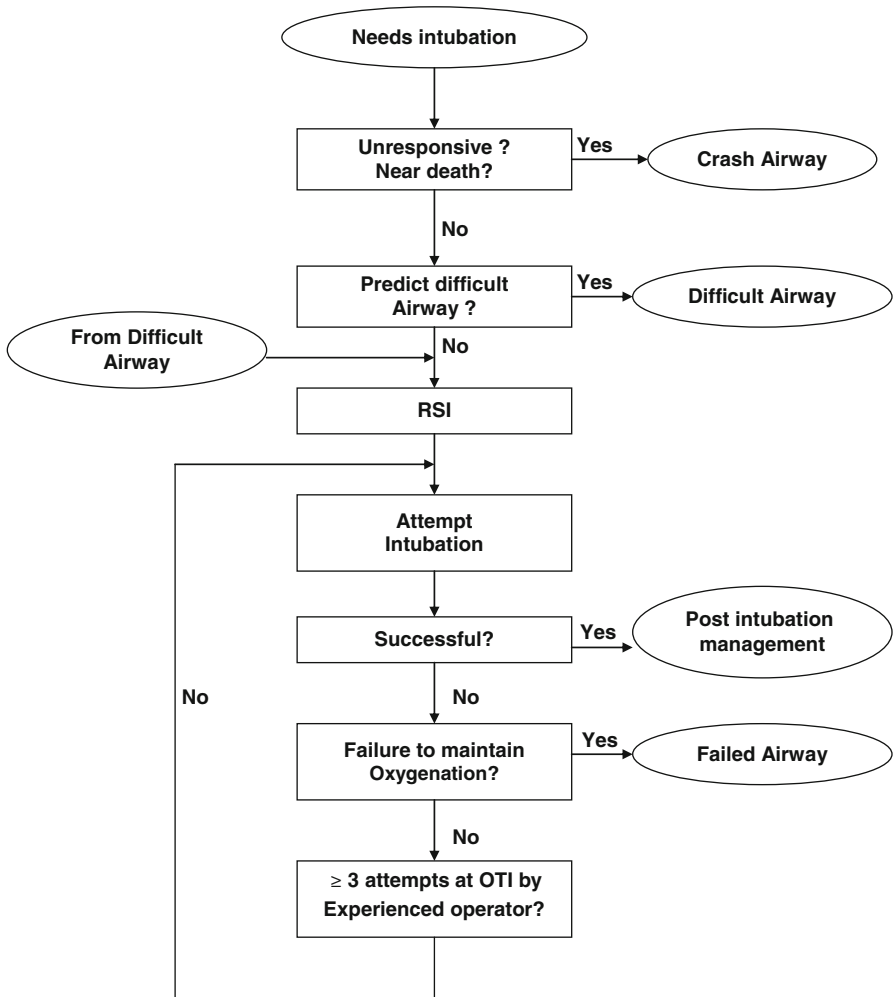 Needs intubation
Unresponsive ?
Near death?
Yes
Crash Airway
No
Predict difficult
Airway ?
Yes
Difficult Airway
From Difficult
Airway
No
RSI
Attempt
Intubation
Successful?
Yes
Post intubation
management
No
No
Failure to maintain
Oxygenation?
Yes
Failed Airway
No
≥ 3 attempts at OTI by
Experienced operator?